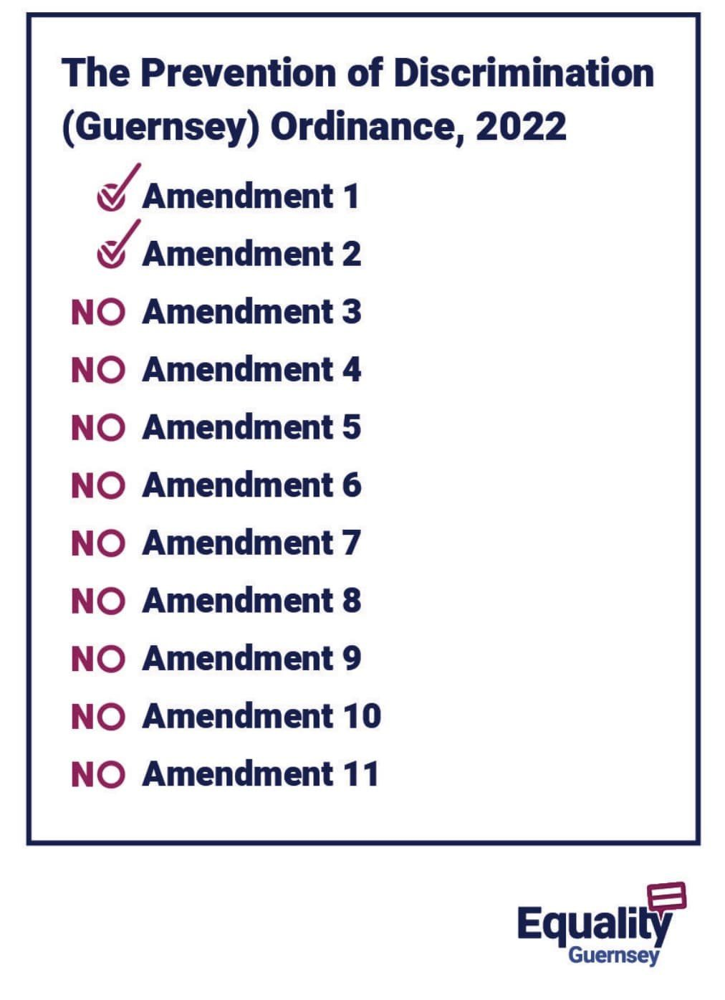 The Prevention of Discrimination
(Guernsey) Ordinance, 2022
Amendment 1
Amendment 2
NO Amendment 3
NO Amendment 4
NO Amendment 5
NO Amendment 6
NO Amendment 7
NO Amendment 8
NO Amendment 9
NO Amendment 10
NO Amendment 11
Equality
Guernsey